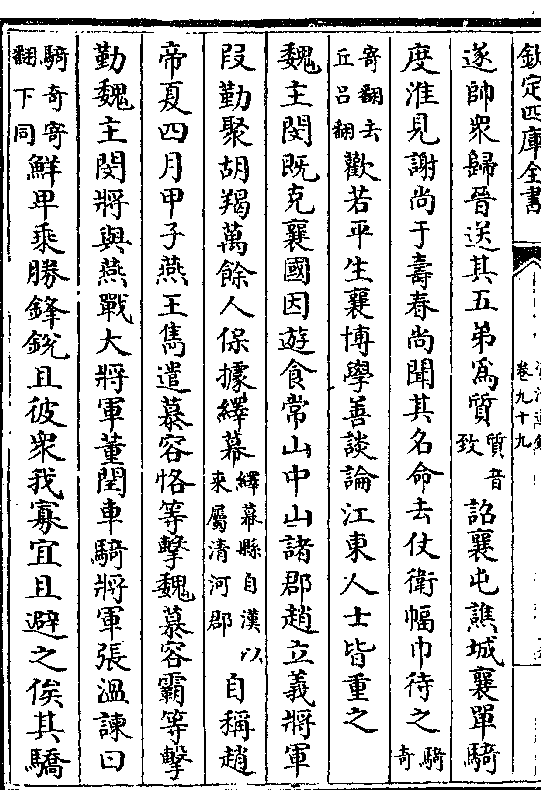 欽定四庫全書
卷九十九
遂帥衆歸晉送其五弟為質質音致詔襄屯譙城襄單騎
度淮見謝尚于壽春尚聞其名命去仗衛幅巾待之騎奇
寄翻去丘吕翻歡若平生襄博學善談論江東人士皆重之
魏主閔既克襄國因遊食常山中山諸郡趙立義將軍
段勤聚胡羯萬餘人保據繹幕繹幕縣自漢以來屬清河郡自稱趙
帝夏四月甲子燕王雋遣慕容恪等擊魏慕容霸等擊
勤魏主閔將與燕戰大將軍董閏車騎將軍張溫諫曰
騎奇寄翻下同鮮卑乘勝鋒銳且彼衆我寡宜且避之俟其驕